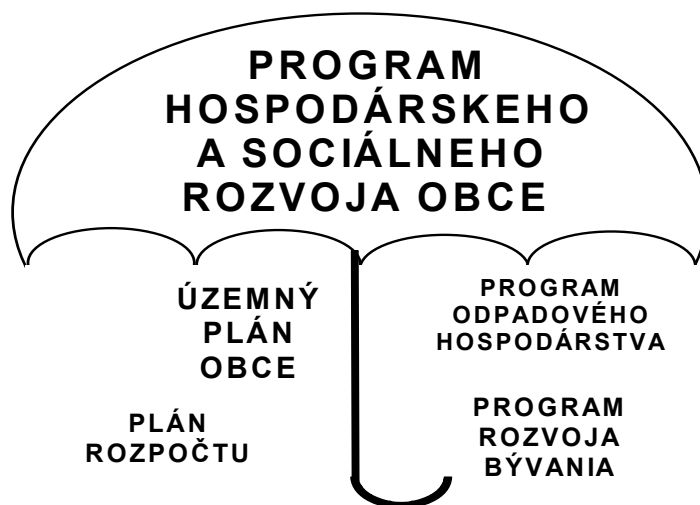 PROGRAM
HOSPODÁRSKEHO
A SOCIÁLNEHO
ROZVOJA OBCE
ÚZEMNÝ
PLÁN
OBCE
PROGRAM
ODPADOVÉHO
HOSPODÁRSTVA
PLÁN
ROZPOČTU
PROGRAM
ROZVOJA
BÝVANIA